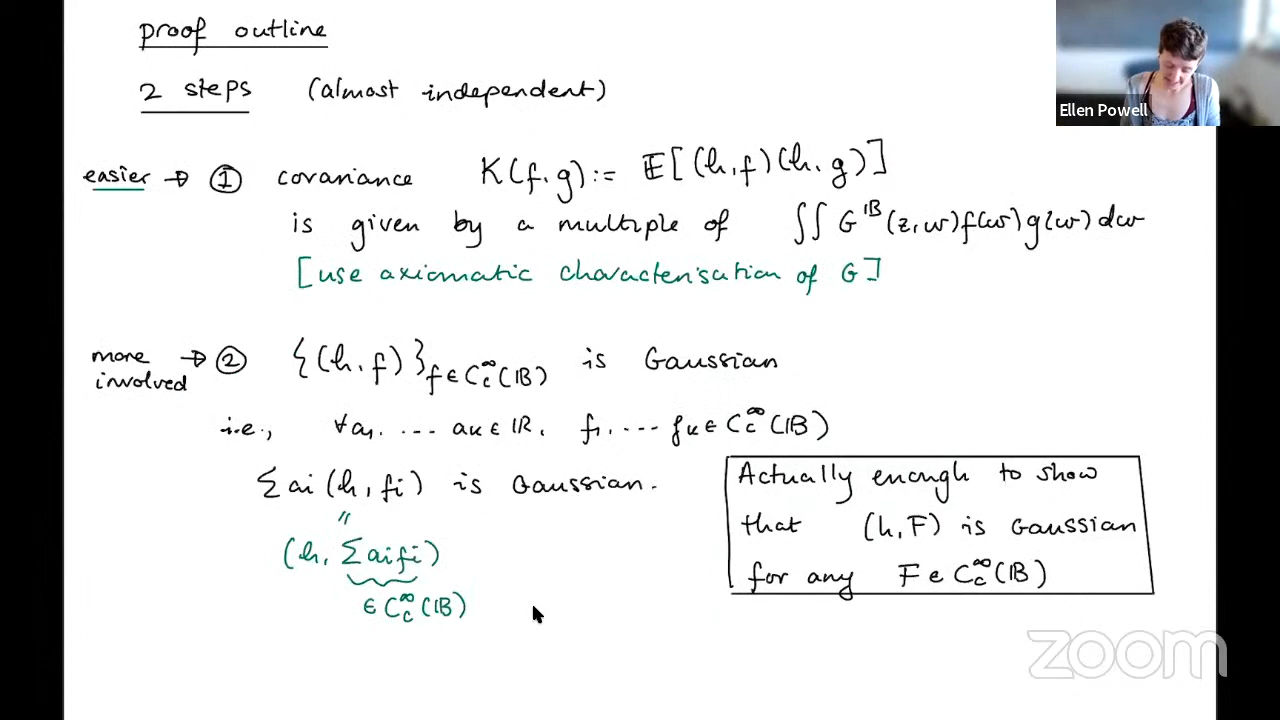 proof outline
2 steps (almost independent)
Ellen Powell
easier → ① covariance K(f,g) := 𝔼[(h,f)(h,g)]
is given by a multiple of ∫∫ G^𝔹(z,w)f(w)g(w)dw
[use axiomatic characterisation of G]
more involved → ② {(h,f)}_{f∈C_c^∞(𝔹)} is Gaussian
i.e., ∀a₁, .... aₖ∈ℝ, f₁, .... fₖ∈C_c^∞(𝔹)
Σai(h,fi) is Gaussian.
"
(h, Σaifi)
∈C_c^∞(𝔹)
Actually enough to show
that (h,F) is Gaussian
for any F∈C_c^∞(𝔹)
zoom